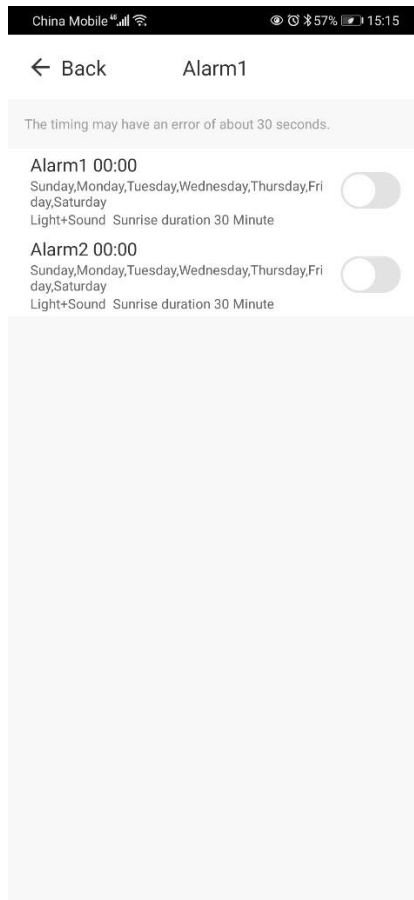 China Mobile 46 57% 15:15
← Back Alarm1
The timing may have an error of about 30 seconds.
Alarm1 00:00
Sunday,Monday,Tuesday,Wednesday,Thursday,Fri
day,Saturday
Light+Sound Sunrise duration 30 Minute
Alarm2 00:00
Sunday,Monday,Tuesday,Wednesday,Thursday,Fri
day,Saturday
Light+Sound Sunrise duration 30 Minute